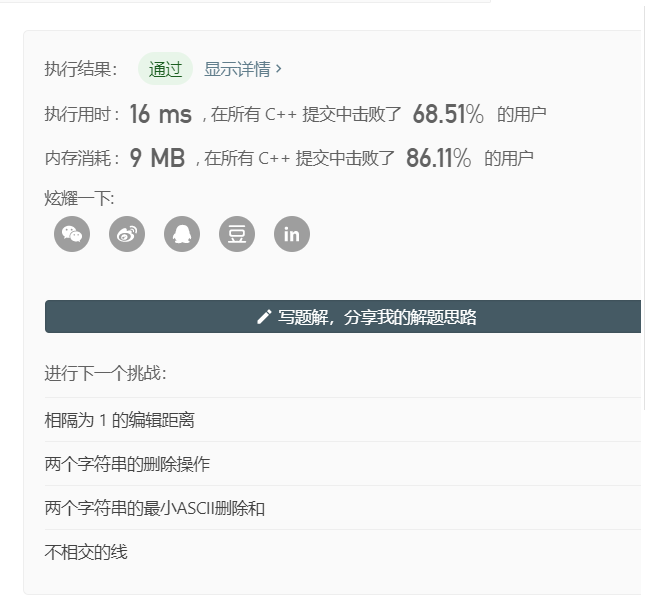 执行结果： 通过 显示详情 >
执行用时 : 16 ms , 在所有 C++ 提交中击败了 68.51% 的用户
内存消耗 : 9 MB , 在所有 C++ 提交中击败了 86.11% 的用户
炫耀一下:
豆 in
写题解，分享我的解题思路
进行下一个挑战：
相隔为 1 的编辑距离
两个字符串的删除操作
两个字符串的最小ASCII删除和
不相交的线